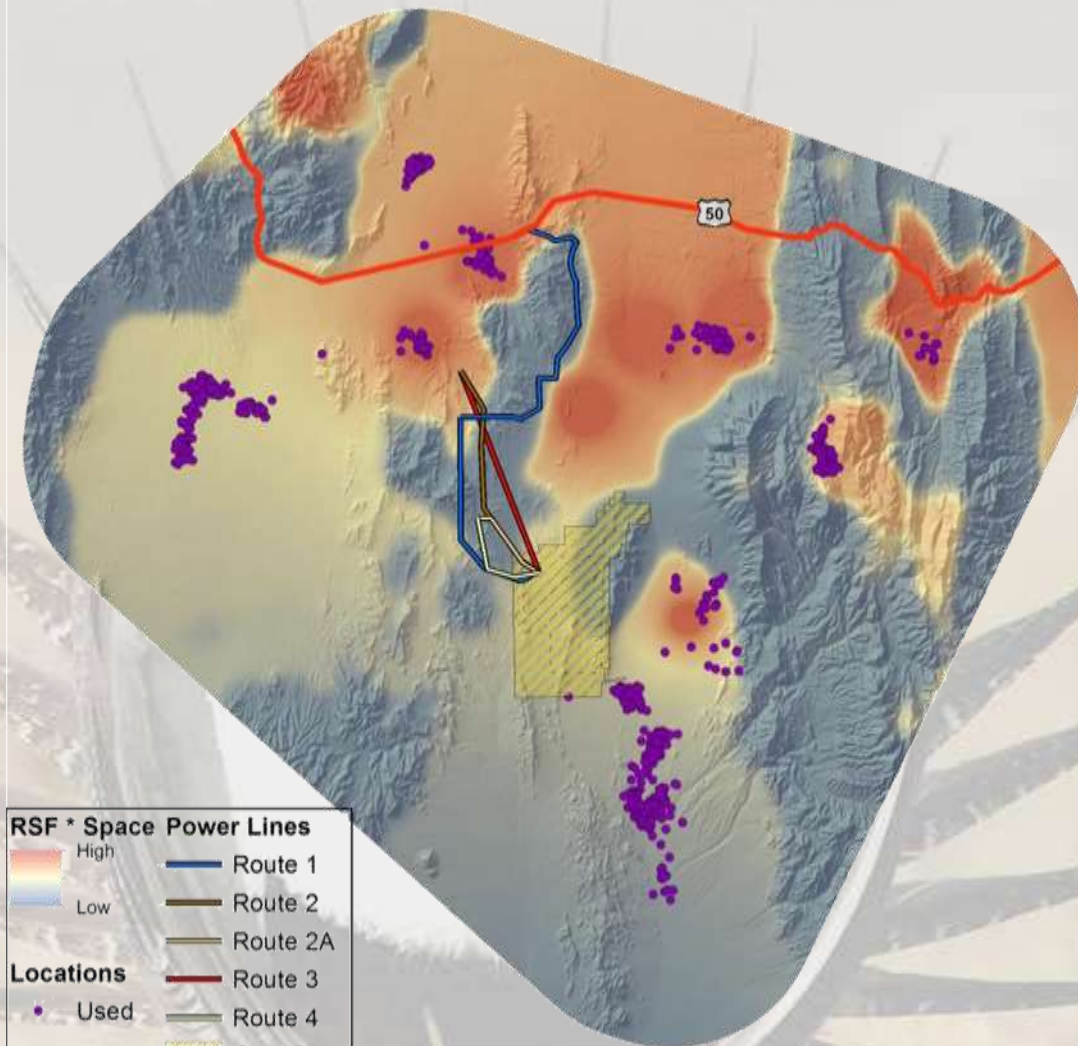 50
RSF * Space
High
Low
Locations
Used
Power Lines
Route 1
Route 2
Route 2A
Route 3
Route 4